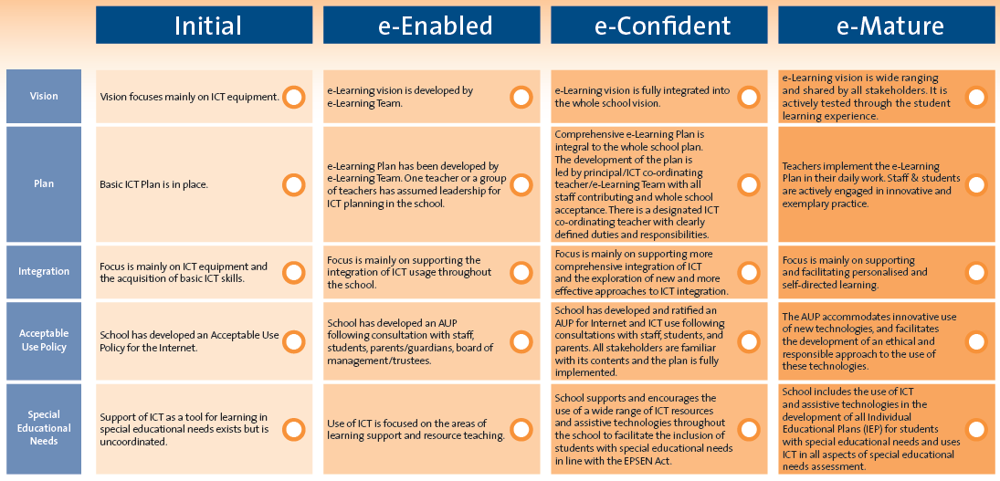 Initial
e-Enabled
e-Confident
e-Mature
Vision
Vision focuses mainly on ICT equipment.
e-Learning vision is developed by
e-Learning Team.
e-Learning vision is fully integrated into
the whole school vision.
e-Learning vision is wide ranging
and shared by all stakeholders. It is
actively tested through the student
learning experience.
Plan
Basic ICT Plan is in place.
e-Learning Plan has been developed by
e-Learning Team. One teacher or a group
of teachers has assumed leadership for
ICT planning in the school.
Comprehensive e-Learning Plan is
integral to the whole school plan.
The development of the plan is
led by principal/ICT co-ordinating
teacher/e-Learning Team with all
staff contributing and whole school
acceptance. There is a designated ICT
co-ordinating teacher with clearly
defined duties and responsibilities.
Teachers implement the e-Learning
Plan in their daily work. Staff & students
are actively engaged in innovative and
exemplary practice.
Integration
Focus is mainly on ICT equipment and
the acquisition of basic ICT skills.
Focus is mainly on supporting the
integration of ICT usage throughout
the school.
Focus is mainly on supporting more
comprehensive integration of ICT
and the exploration of new and more
effective approaches to ICT integration.
Focus is mainly on supporting
and facilitating personalised and
self-directed learning.
Acceptable
Use Policy
School has developed an Acceptable Use
Policy for the Internet.
School has developed an AUP
following consultation with staff,
students, parents/guardians, board of
management/trustees.
School has developed and ratified an
AUP for Internet and ICT use following
consultations with staff, students, and
parents. All stakeholders are familiar
with its contents and the plan is fully
implemented.
The AUP accommodates innovative use
of new technologies, and facilitates
the development of an ethical and
responsible approach to the use of
these technologies.
Special
Educational
Needs
Support of ICT as a tool for learning in
special educational needs exists but is
uncoordinated.
Use of ICT is focused on the areas of
learning support and resource teaching.
School supports and encourages the
use of a wide range of ICT resources
and assistive technologies throughout
the school to facilitate the inclusion of
students with special educational needs
in line with the EPSEN Act.
School includes the use of ICT
and assistive technologies in the
development of all Individual
Educational Plans (IEP) for students
with special educational needs and uses
ICT in all aspects of special educational
needs assessment.